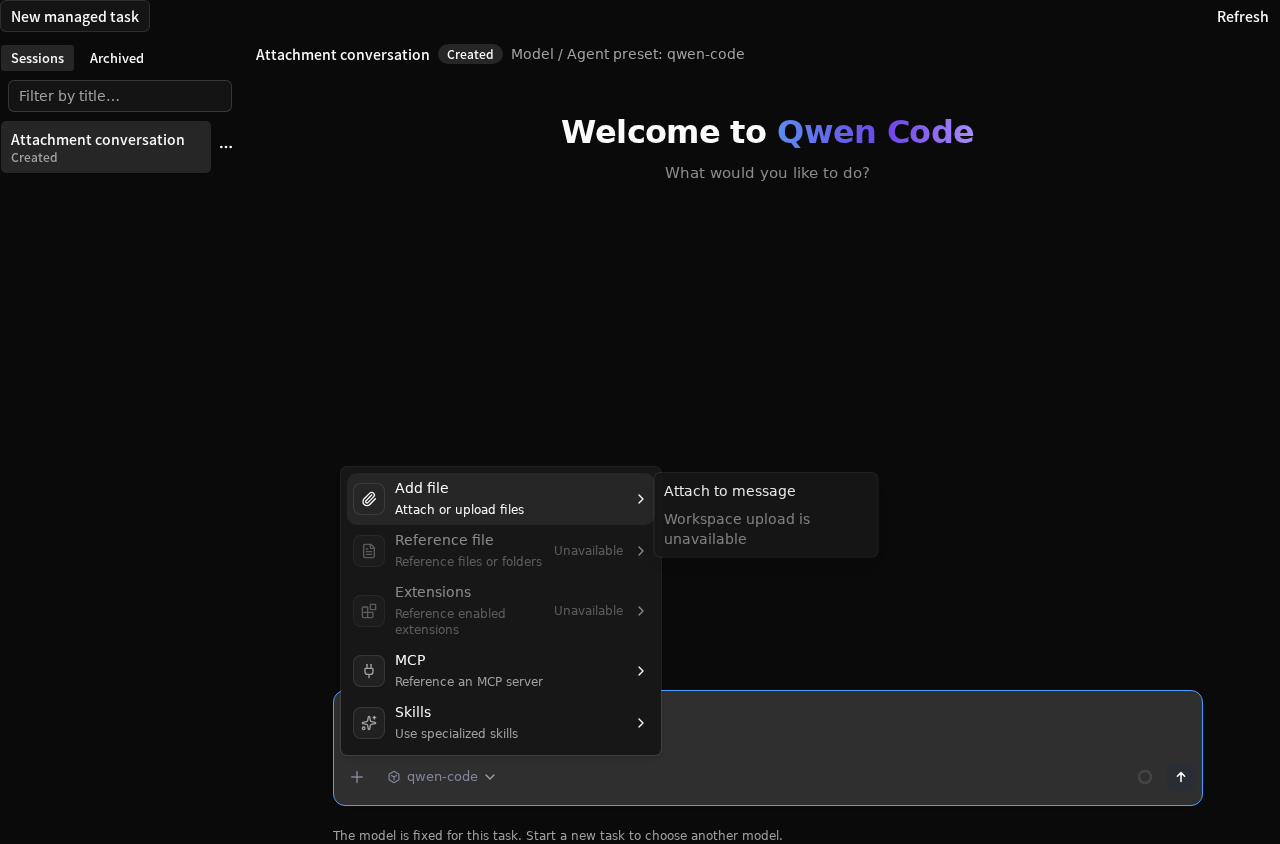 New managed task
Refresh
Sessions
Archived
Filter by title...
Attachment conversation
Created
...
Attachment conversation
Created
Model / Agent preset: qwen-code
Welcome to Qwen Code
What would you like to do?
Add file
Attach or upload files
Reference file
Reference files or folders
Unavailable
Extensions
Reference enabled
extensions
Unavailable
MCP
Reference an MCP server
Skills
Use specialized skills
Attach to message
Workspace upload is
unavailable
qwen-code
The model is fixed for this task. Start a new task to choose another model.